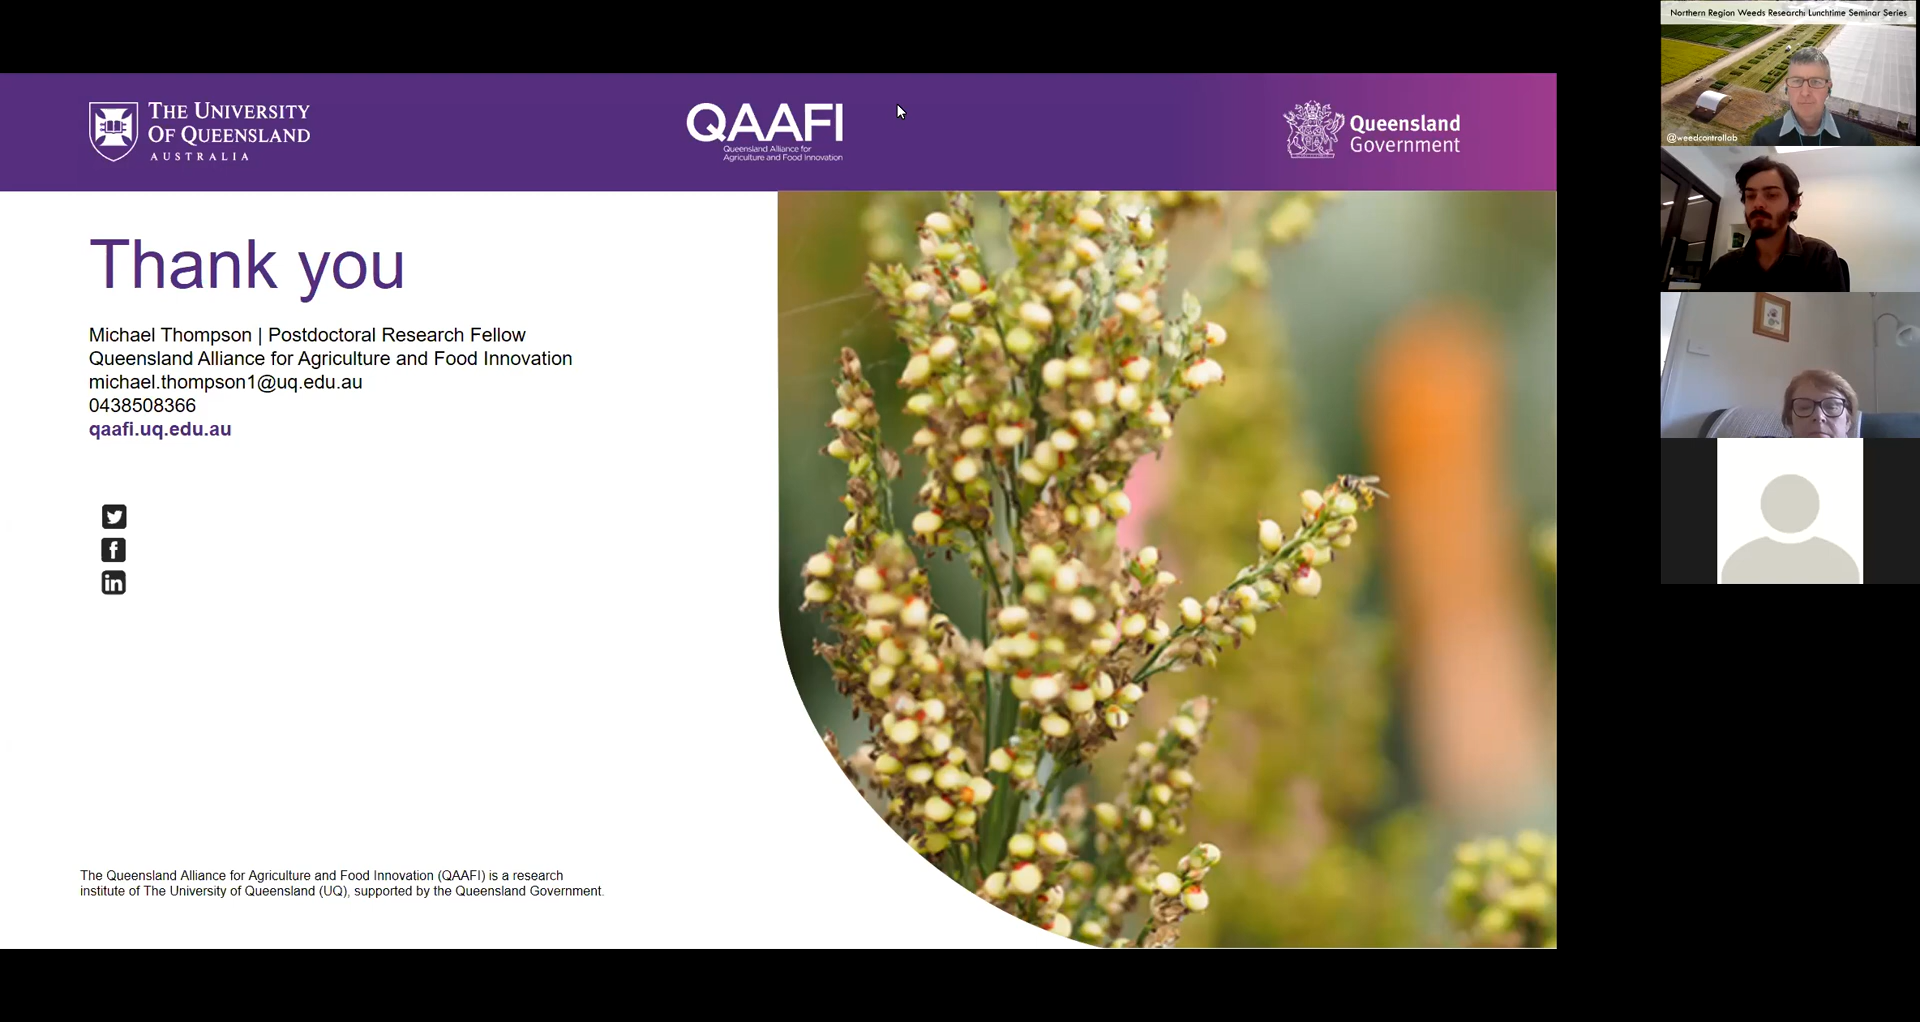 THE UNIVERSITY
OF QUEENSLAND
AUSTRALIA
QAAFI
Queensland Alliance for
Agriculture and Food Innovation
Queensland
Government
Thank you
Michael Thompson | Postdoctoral Research Fellow
Queensland Alliance for Agriculture and Food Innovation
michael.thompson1@uq.edu.au
0438508366
qaafi.uq.edu.au
The Queensland Alliance for Agriculture and Food Innovation (QAAFI) is a research
institute of The University of Queensland (UQ), supported by the Queensland Government.
Northern Region Weeds Research: Lunchtime Seminar Series
@weedcontrollab